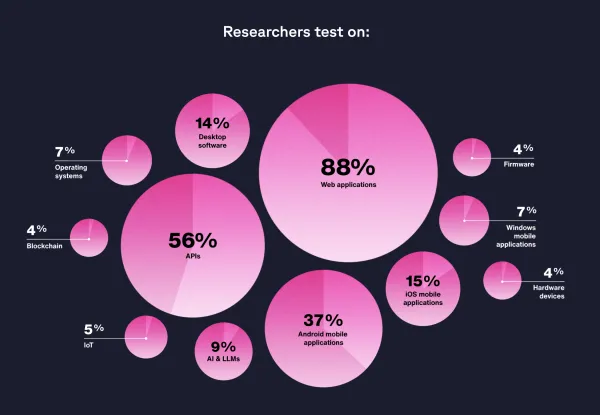 Researchers test on:
14%
Desktop
software
88%
Web applications
7%
Operating
systems
4%
Firmware
56%
APIs
4%
Blockchain
7%
Windows
mobile
applications
15%
iOS mobile
applications
4%
Hardware
devices
37%
Android mobile
applications
5%
IoT
9%
AI & LLMs